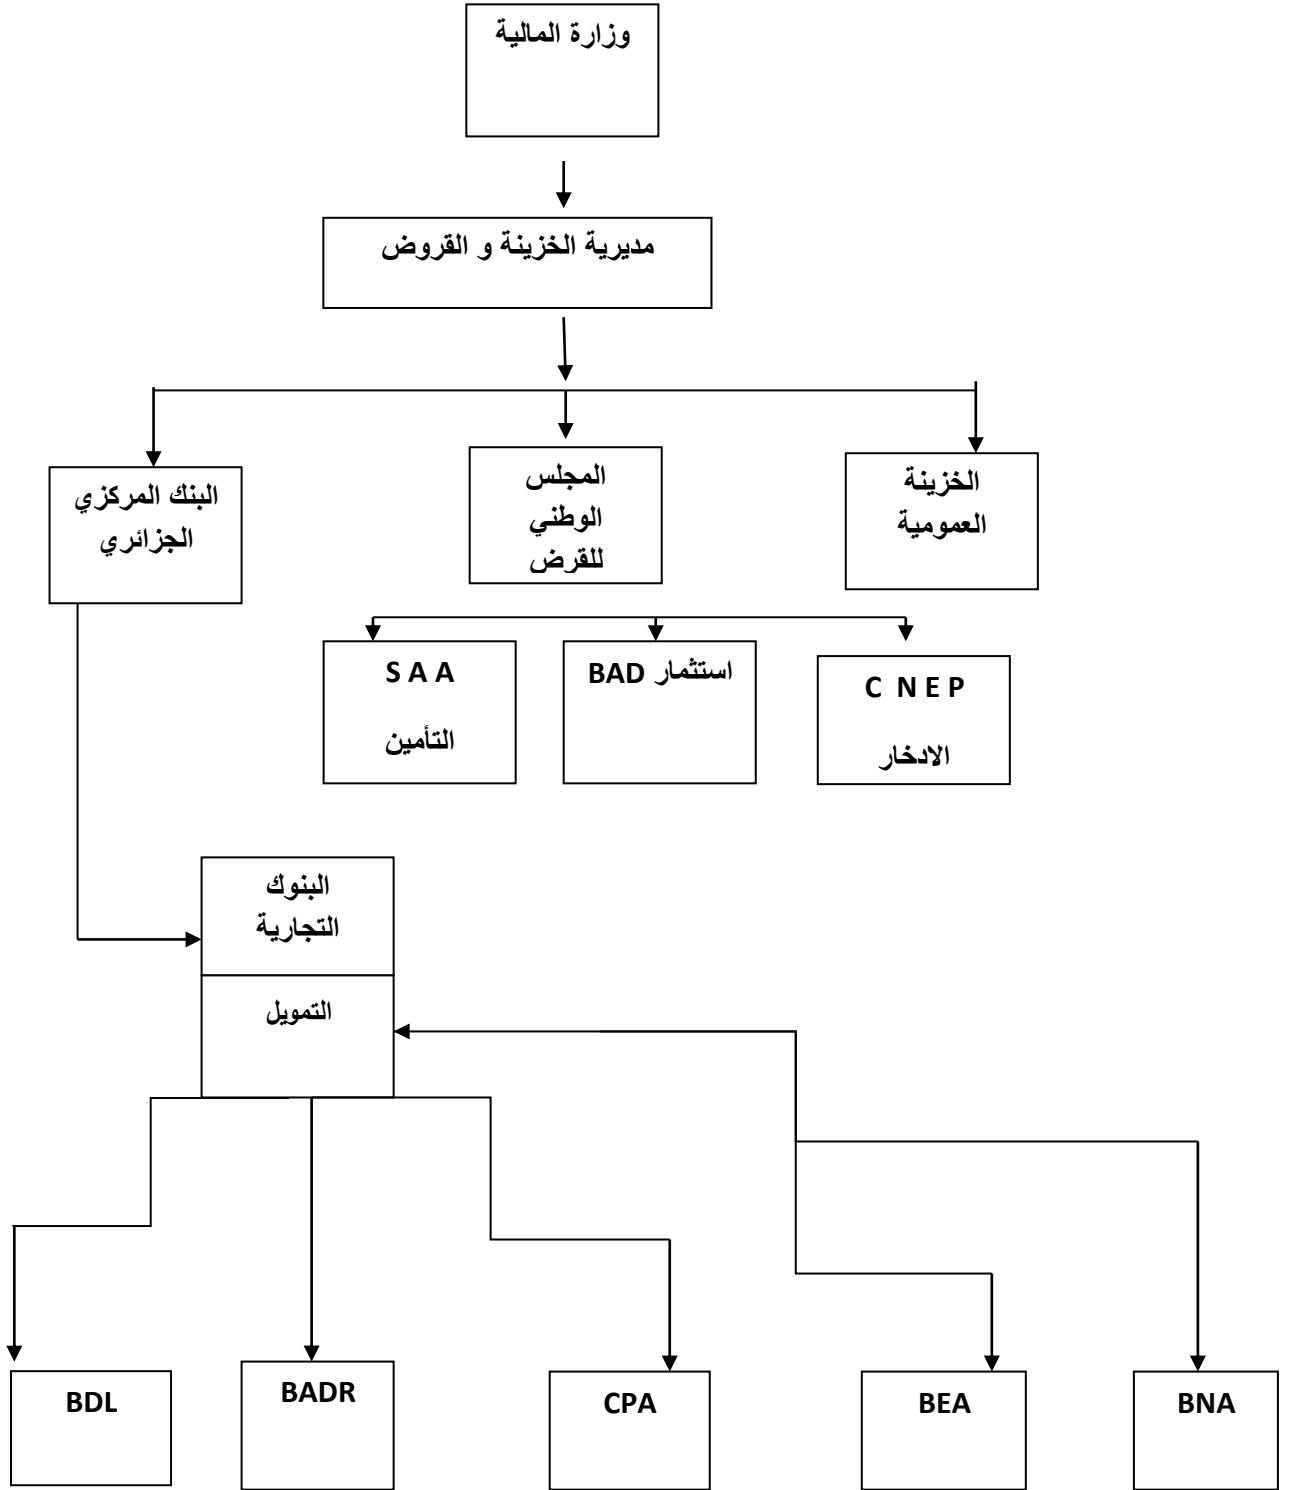 وزارة المالية
مديرية الخزينة و القروض
الخزينة
العمومية
المجلس
الوطني
للقرض
البنك المركزي
الجزائري
C N E P
الادخار
استثمار BAD
S A A
التأمين
البنوك
التجارية
التمويل
BDL
BADR
CPA
BEA
BNA